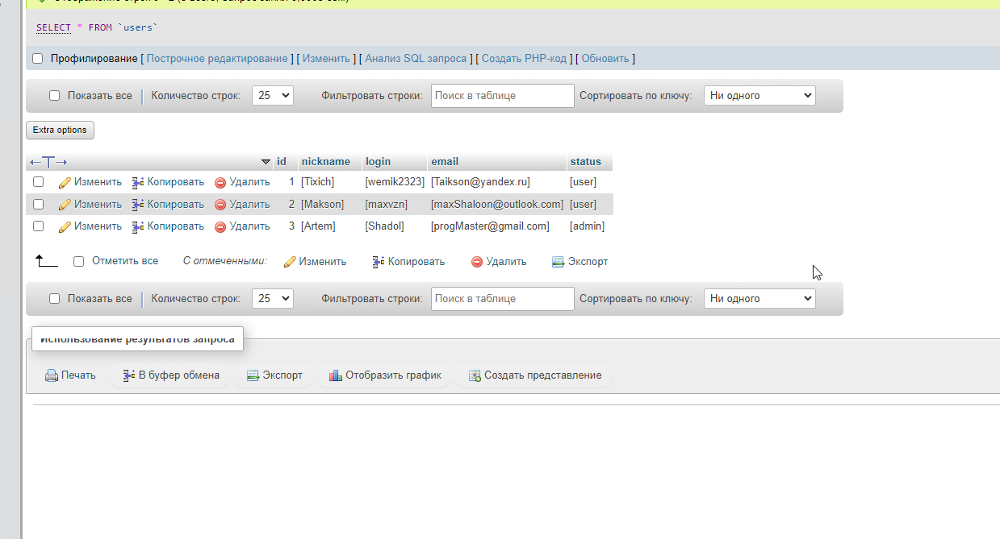 SELECT * FROM `users`
Профилирование [ Построчное редактирование ] [ Изменить ] [ Анализ SQL запроса ] [ Создать PHP-код ] [ Обновить ]
Показать все Количество строк: 25 Фильтровать строки: Поиск в таблице Сортировать по ключу: Ни одного
Extra options
id nickname login email status
Изменить Копировать Удалить 1 [Tixich] [wemik2323] [Taikson@yandex.ru] [user]
Изменить Копировать Удалить 2 [Makson] [maxvzn] [maxShaloon@outlook.com] [user]
Изменить Копировать Удалить 3 [Artem] [Shadol] [progMaster@gmail.com] [admin]
Отметить все С отмеченными: Изменить Копировать Удалить Экспорт
Показать все Количество строк: 25 Фильтровать строки: Поиск в таблице Сортировать по ключу: Ни одного
Использование результатов запроса
Печать В буфер обмена Экспорт Отобразить график Создать представление